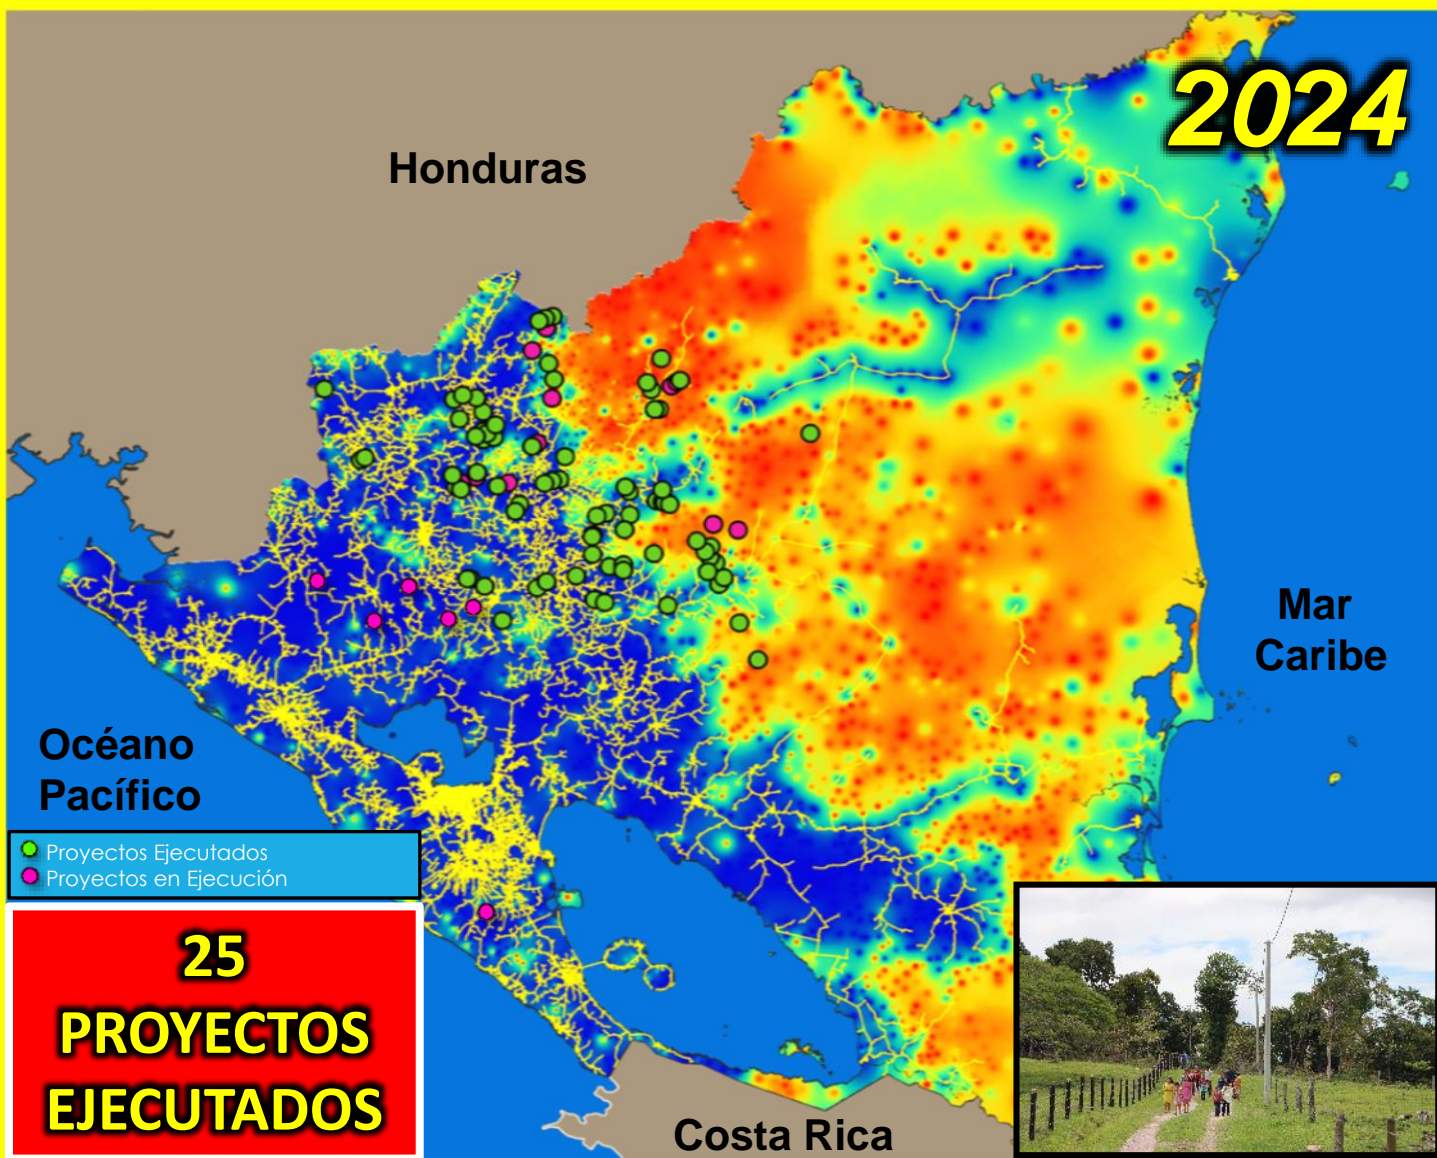 2024
Honduras
Mar
Caribe
Océano
Pacífico
Proyectos Ejecutados
Proyectos en Ejecución
25
PROYECTOS
EJECUTADOS
Costa Rica